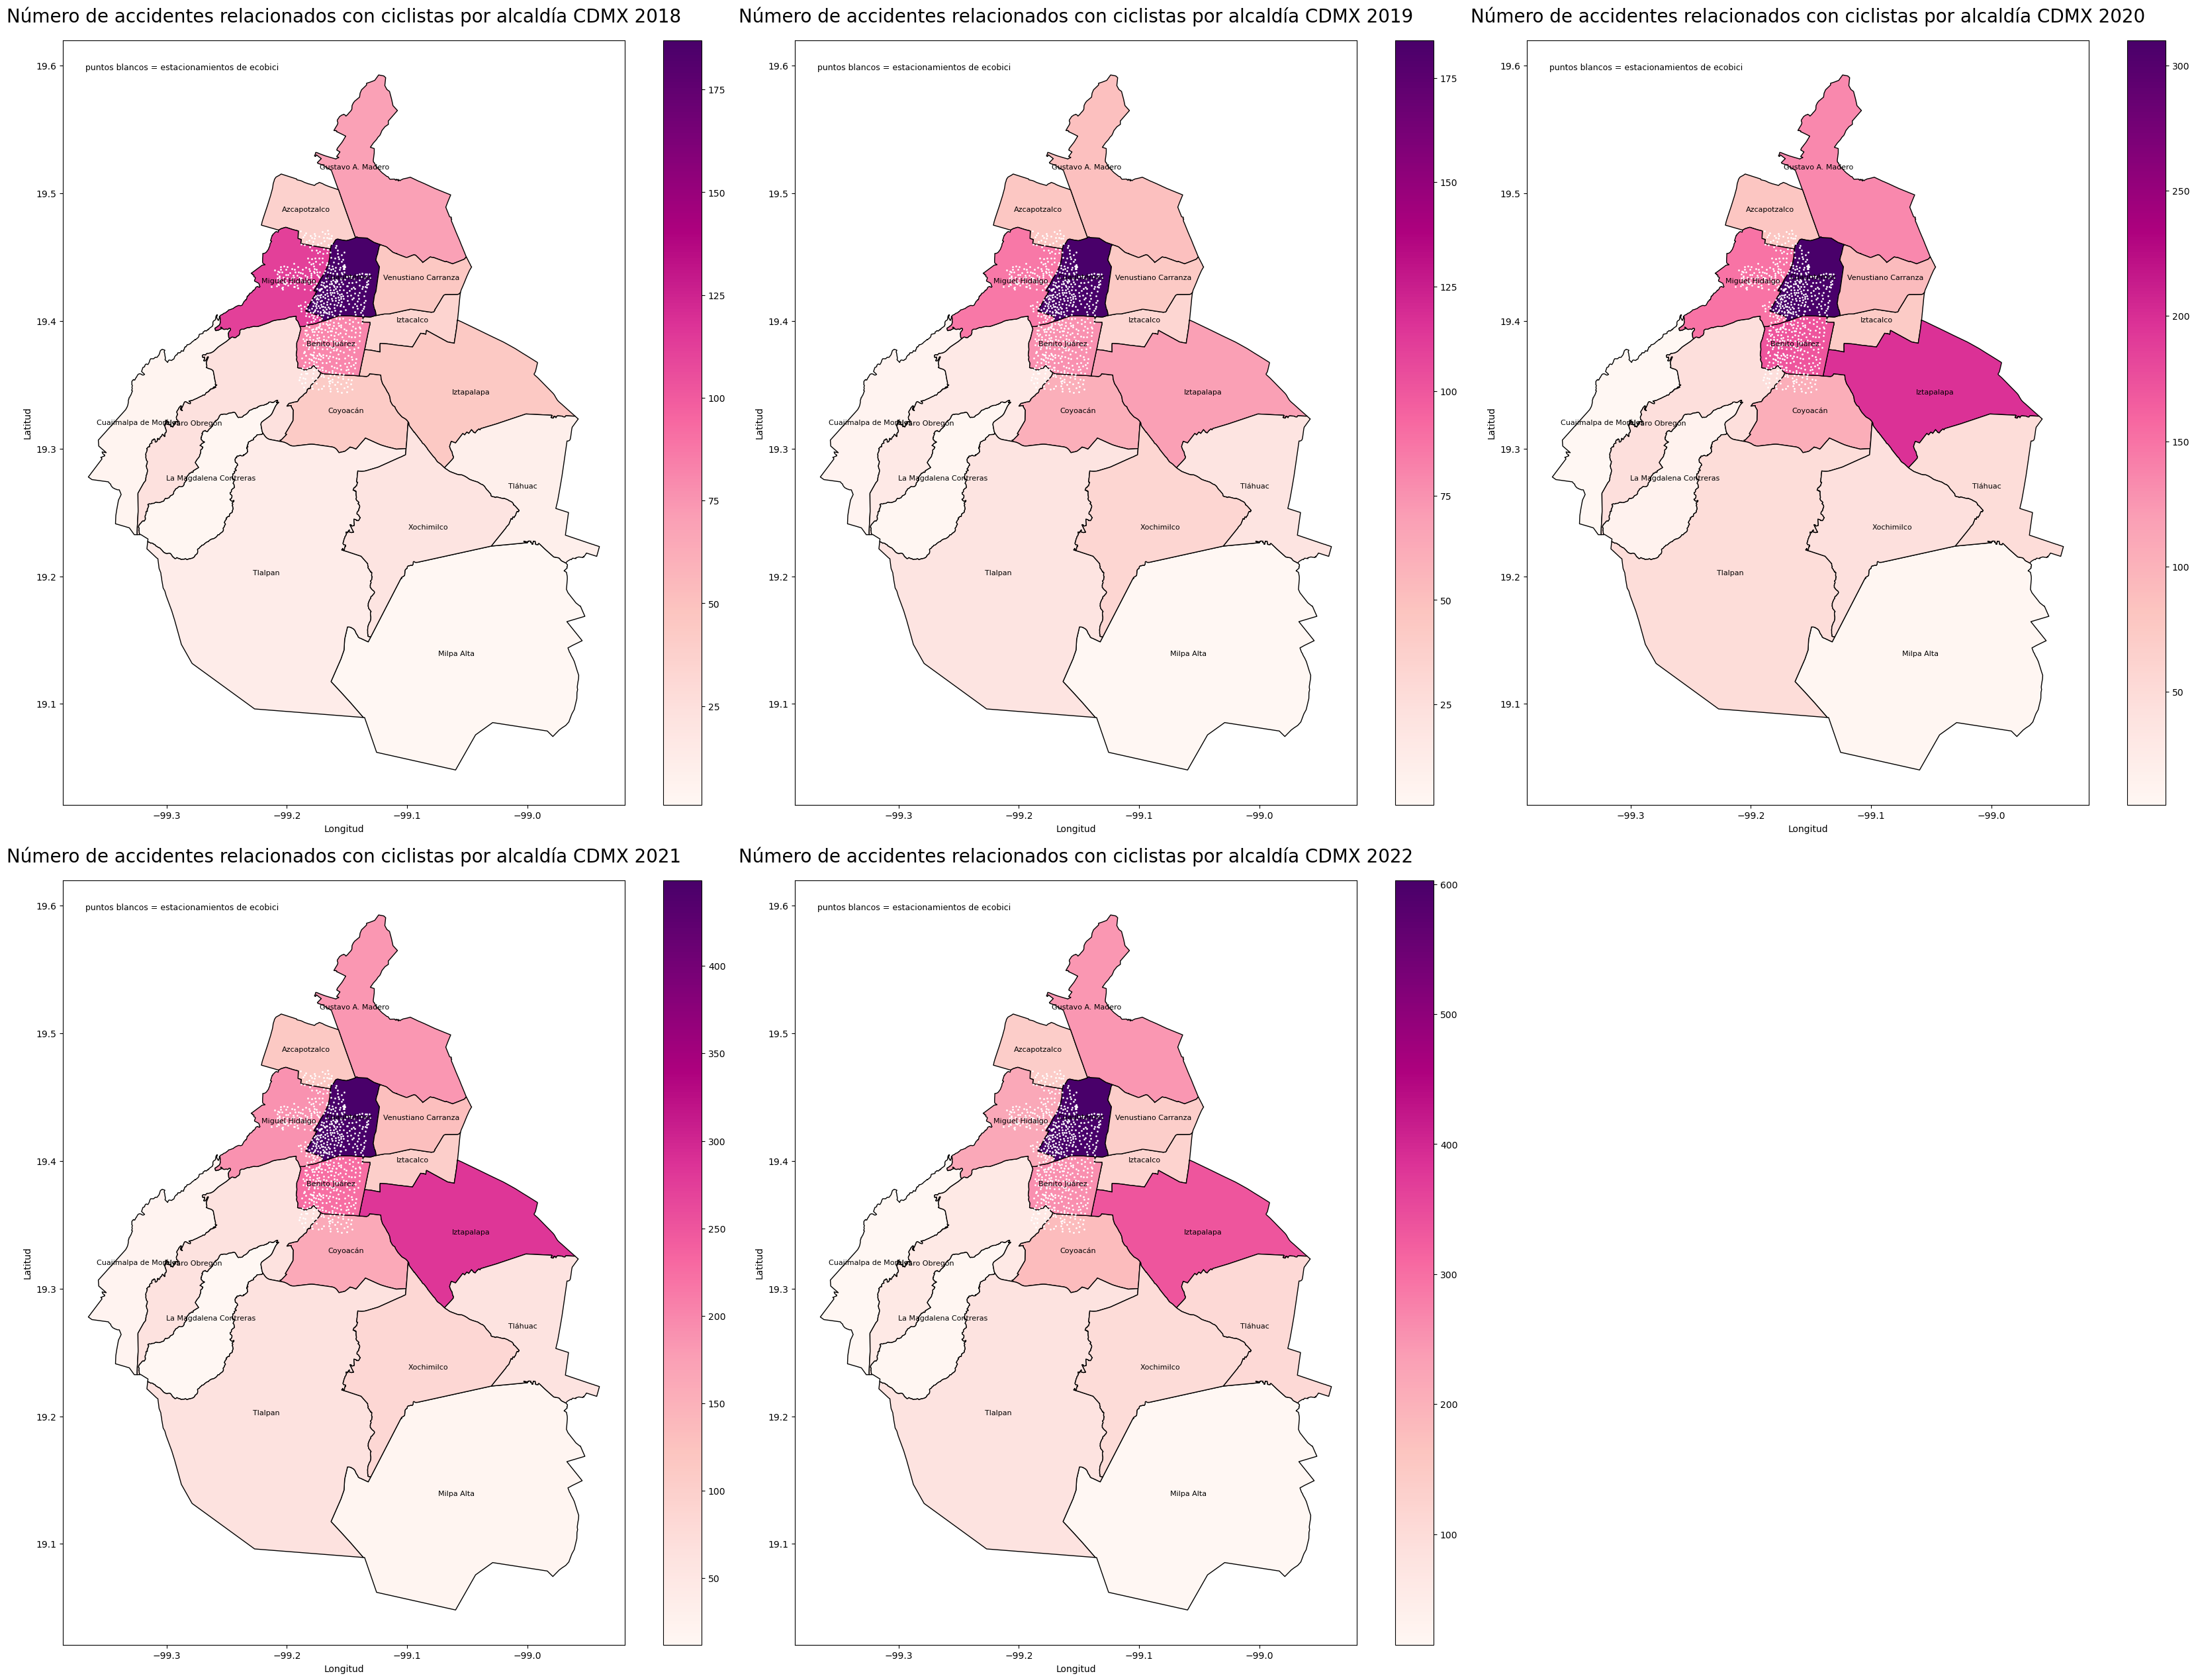 Número de accidentes relacionados con ciclistas por alcaldía CDMX 2018
puntos blancos = estacionamientos de ecobici
Gustavo A. Madero
Azcapotzalco
Miguel Hidalgo
Venustiano Carranza
Iztacalco
Benito Juárez
Iztapalapa
Coyoacán
Cuajimalpa de Morelos
Álvaro Obregón
La Magdalena Contreras
Tláhuac
Xochimilco
Tlalpan
Milpa Alta
Latitud
19.6
19.5
19.4
19.3
19.2
19.1
−99.3 −99.2 −99.1 −99.0
Longitud
175
150
125
100
75
50
25
Número de accidentes relacionados con ciclistas por alcaldía CDMX 2019
puntos blancos = estacionamientos de ecobici
Gustavo A. Madero
Azcapotzalco
Miguel Hidalgo
Venustiano Carranza
Iztacalco
Benito Juárez
Iztapalapa
Coyoacán
Cuajimalpa de Morelos
Álvaro Obregón
La Magdalena Contreras
Tláhuac
Xochimilco
Tlalpan
Milpa Alta
Latitud
19.6
19.5
19.4
19.3
19.2
19.1
−99.3 −99.2 −99.1 −99.0
Longitud
175
150
125
100
75
50
25
Número de accidentes relacionados con ciclistas por alcaldía CDMX 2020
puntos blancos = estacionamientos de ecobici
Gustavo A. Madero
Azcapotzalco
Miguel Hidalgo
Venustiano Carranza
Iztacalco
Benito Juárez
Iztapalapa
Coyoacán
Cuajimalpa de Morelos
Álvaro Obregón
La Magdalena Contreras
Tláhuac
Xochimilco
Tlalpan
Milpa Alta
Latitud
19.6
19.5
19.4
19.3
19.2
19.1
−99.3 −99.2 −99.1 −99.0
Longitud
300
250
200
150
100
50
Número de accidentes relacionados con ciclistas por alcaldía CDMX 2021
puntos blancos = estacionamientos de ecobici
Gustavo A. Madero
Azcapotzalco
Miguel Hidalgo
Venustiano Carranza
Iztacalco
Benito Juárez
Iztapalapa
Coyoacán
Cuajimalpa de Morelos
Álvaro Obregón
La Magdalena Contreras
Tláhuac
Xochimilco
Tlalpan
Milpa Alta
Latitud
19.6
19.5
19.4
19.3
19.2
19.1
−99.3 −99.2 −99.1 −99.0
Longitud
400
350
300
250
200
150
100
50
Número de accidentes relacionados con ciclistas por alcaldía CDMX 2022
puntos blancos = estacionamientos de ecobici
Gustavo A. Madero
Azcapotzalco
Miguel Hidalgo
Venustiano Carranza
Iztacalco
Benito Juárez
Iztapalapa
Coyoacán
Cuajimalpa de Morelos
Álvaro Obregón
La Magdalena Contreras
Tláhuac
Xochimilco
Tlalpan
Milpa Alta
Latitud
19.6
19.5
19.4
19.3
19.2
19.1
−99.3 −99.2 −99.1 −99.0
Longitud
600
500
400
300
200
100